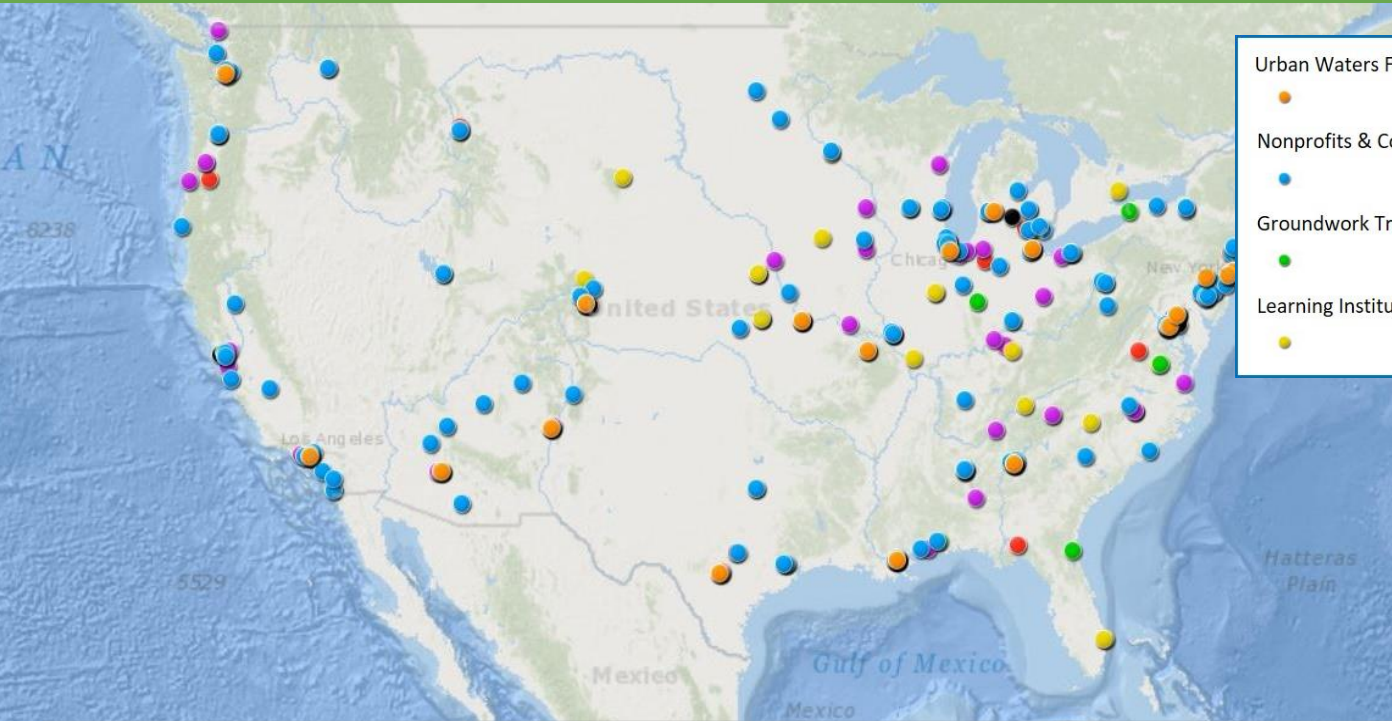 Urban Waters F
Nonprofits & Co
Groundwork Tr
Learning Institu
A N
6238
Chicag
New York
United States
Los Angeles
5529
Hatteras
Plain
Gulf of Mexico
Mexico
Mexico